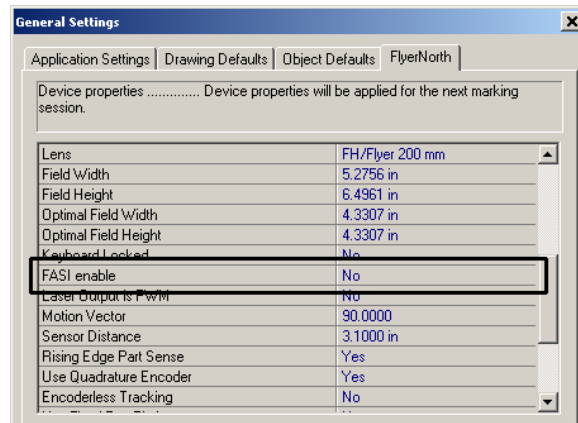 General Settings
Application Settings Drawing Defaults Object Defaults FlyerNorth
Device properties .............. Device properties will be applied for the next marking
session.
Lens FH/Flyer 200 mm
Field Width 5.2756 in
Field Height 6.4961 in
Optimal Field Width 4.3307 in
Optimal Field Height 4.3307 in
Keyboard Locked No
FASI enable No
Laser Output is PWM No
Motion Vector 90.0000
Sensor Distance 3.1000 in
Rising Edge Part Sense Yes
Use Quadrature Encoder Yes
Encoderless Tracking No